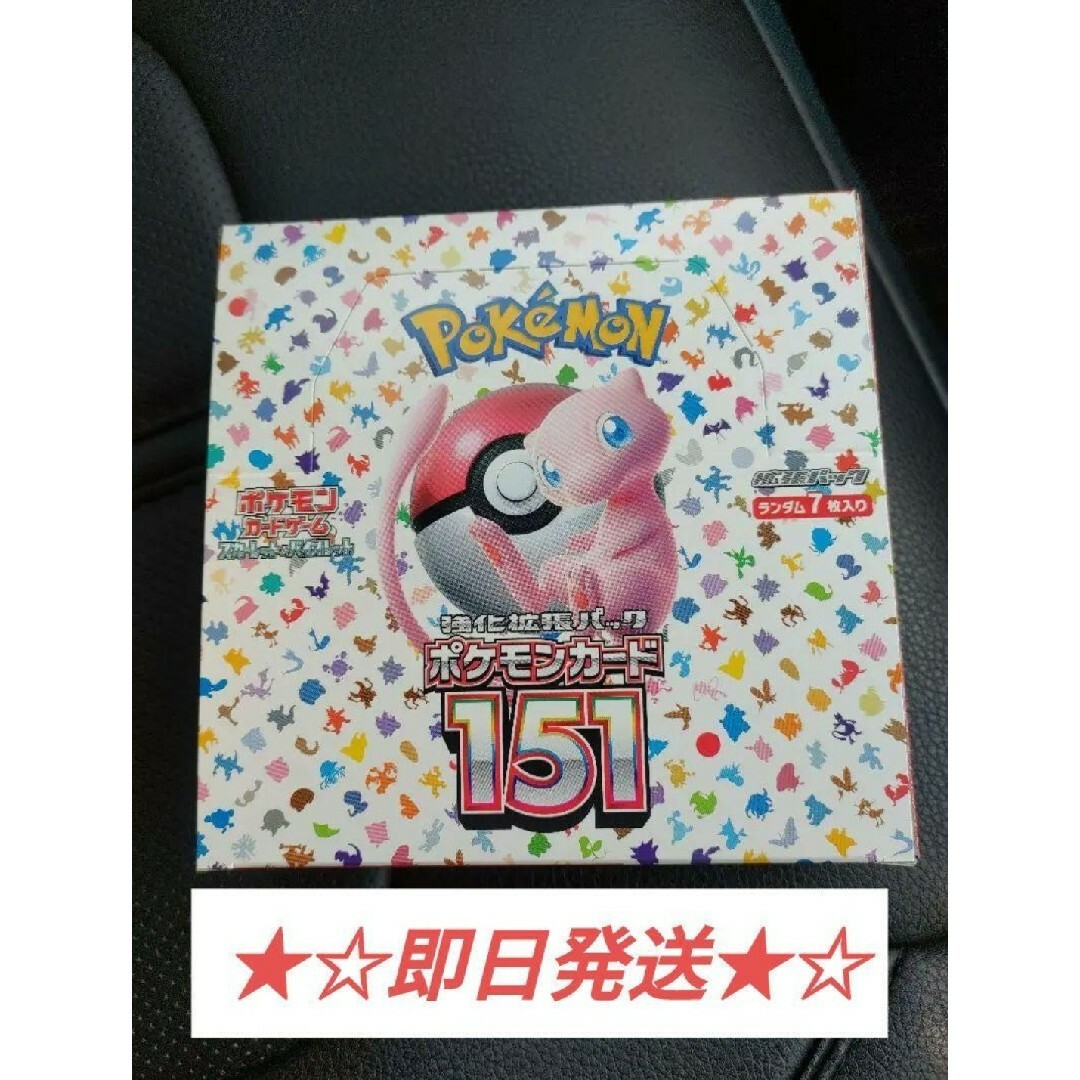 POKéMON
拡張パック
ランダム7枚入り
ポケモン
カードゲーム
スカーレット&バイオレット
強化拡張パック
ポケモンカード
151
★☆即日発送★☆